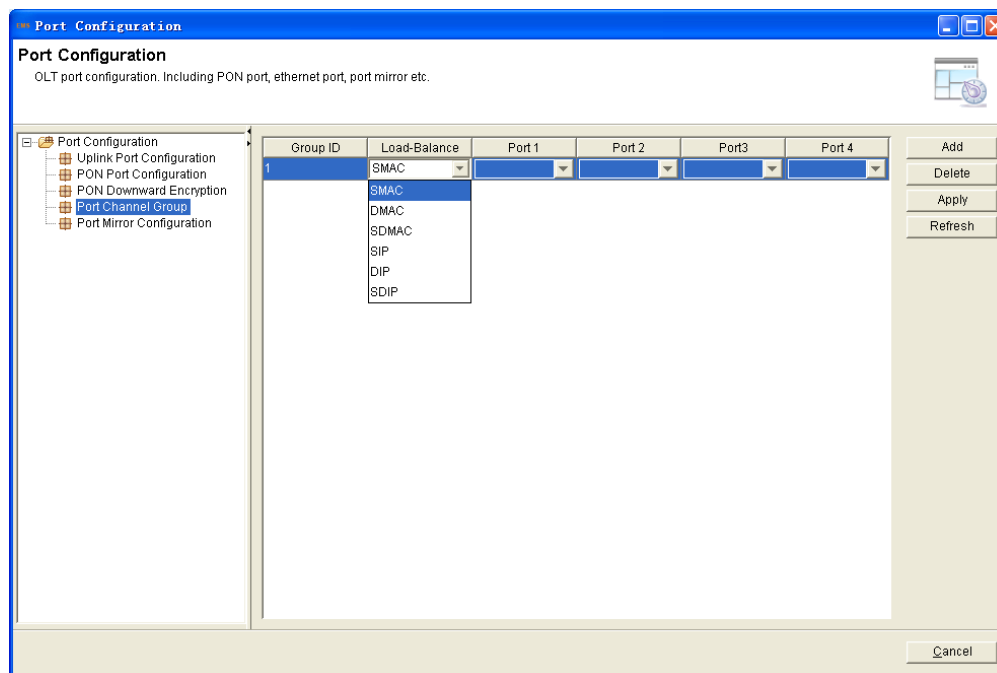 EMS Port Configuration
Port Configuration
OLT port configuration. Including PON port, ethernet port, port mirror etc.
Port Configuration
Uplink Port Configuration
PON Port Configuration
PON Downward Encryption
Port Channel Group
Port Mirror Configuration
Group ID Load-Balance Port 1 Port 2 Port3 Port 4
1 SMAC
SMAC
DMAC
SDMAC
SIP
DIP
SDIP
Add
Delete
Apply
Refresh
Cancel